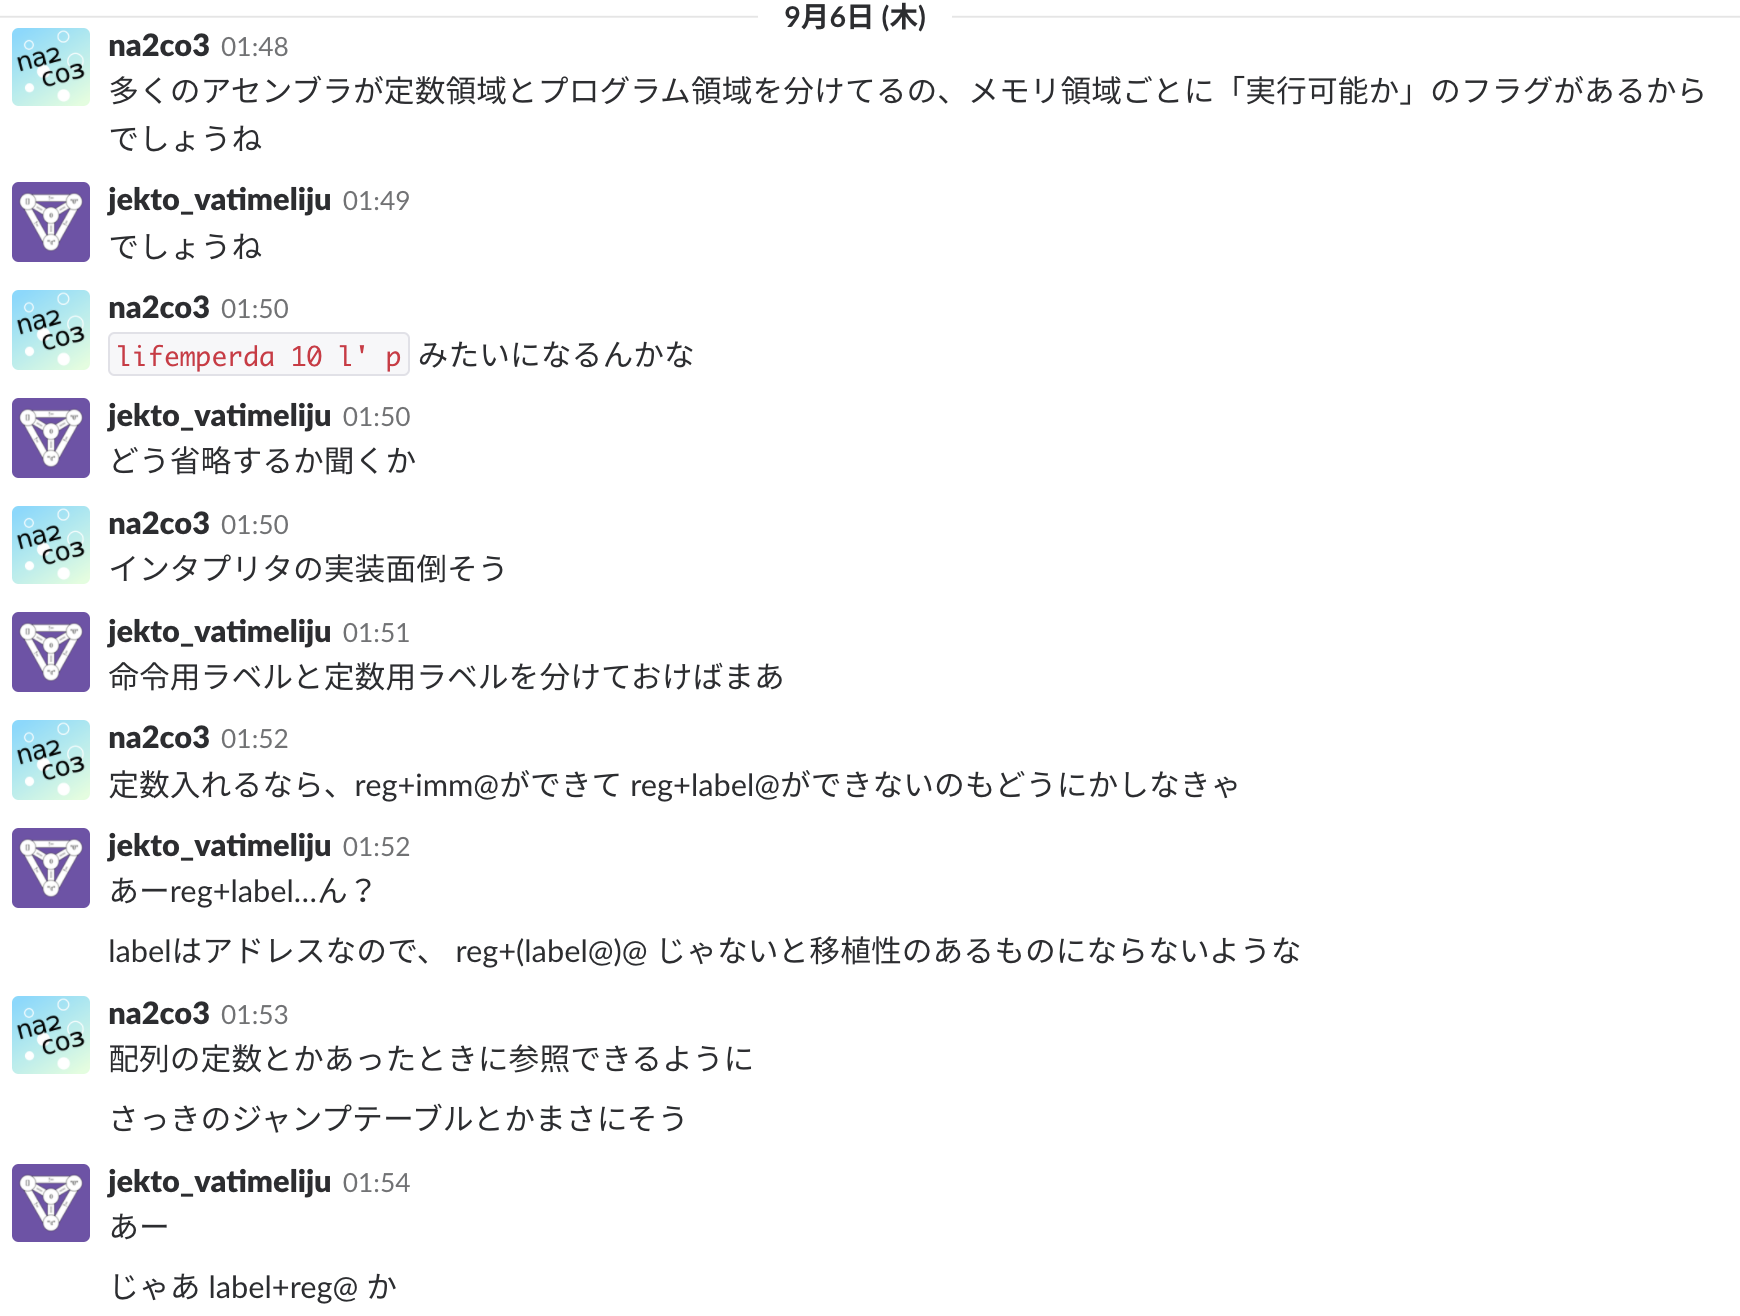 9月6日 (木)
na2co3 01:48
多くのアセンブラが定数領域とプログラム領域を分けてるの、メモリ領域ごとに「実行可能か」のフラグがあるから
でしょうね
jekto_vatimeliju 01:49
でしょうね
na2co3 01:50
lifemperda 10 l' p みたいになるんかな
jekto_vatimeliju 01:50
どう省略するか聞くか
na2co3 01:50
インタプリタの実装面倒そう
jekto_vatimeliju 01:51
命令用ラベルと定数用ラベルを分けておけばまあ
na2co3 01:52
定数入れるなら、reg+imm@ができて reg+label@ができないのもどうにかしなきゃ
jekto_vatimeliju 01:52
あーreg+label...ん？
labelはアドレスなので、 reg+(label@)@ じゃないと移植性のあるものにならないような
na2co3 01:53
配列の定数とかあったときに参照できるように
さっきのジャンプテーブルとかまさにそう
jekto_vatimeliju 01:54
あー
じゃあ label+reg@ か